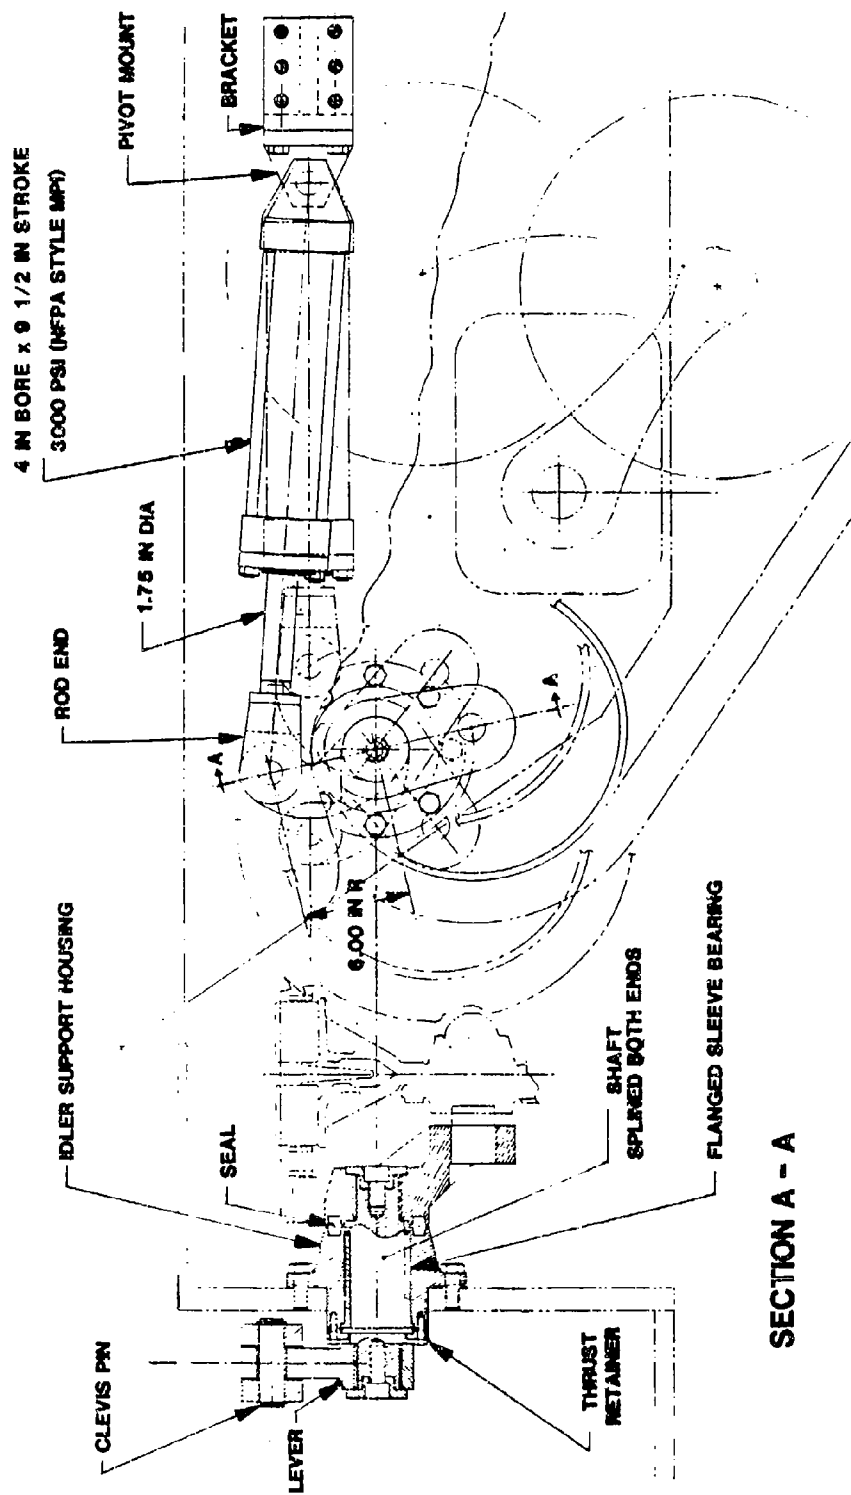 4 IN BORE x 9 1/2 IN STROKE
3000 PSI (NFPA STYLE MP1)
PIVOT MOUNT
BRACKET
1.75 IN DIA
ROD END
A
A
6.00 IN R
IDLER SUPPORT HOUSING
SEAL
CLEVIS PIN
LEVER
THRUST
RETAINER
SHAFT
SPLINED BOTH ENDS
FLANGED SLEEVE BEARING
SECTION A - A